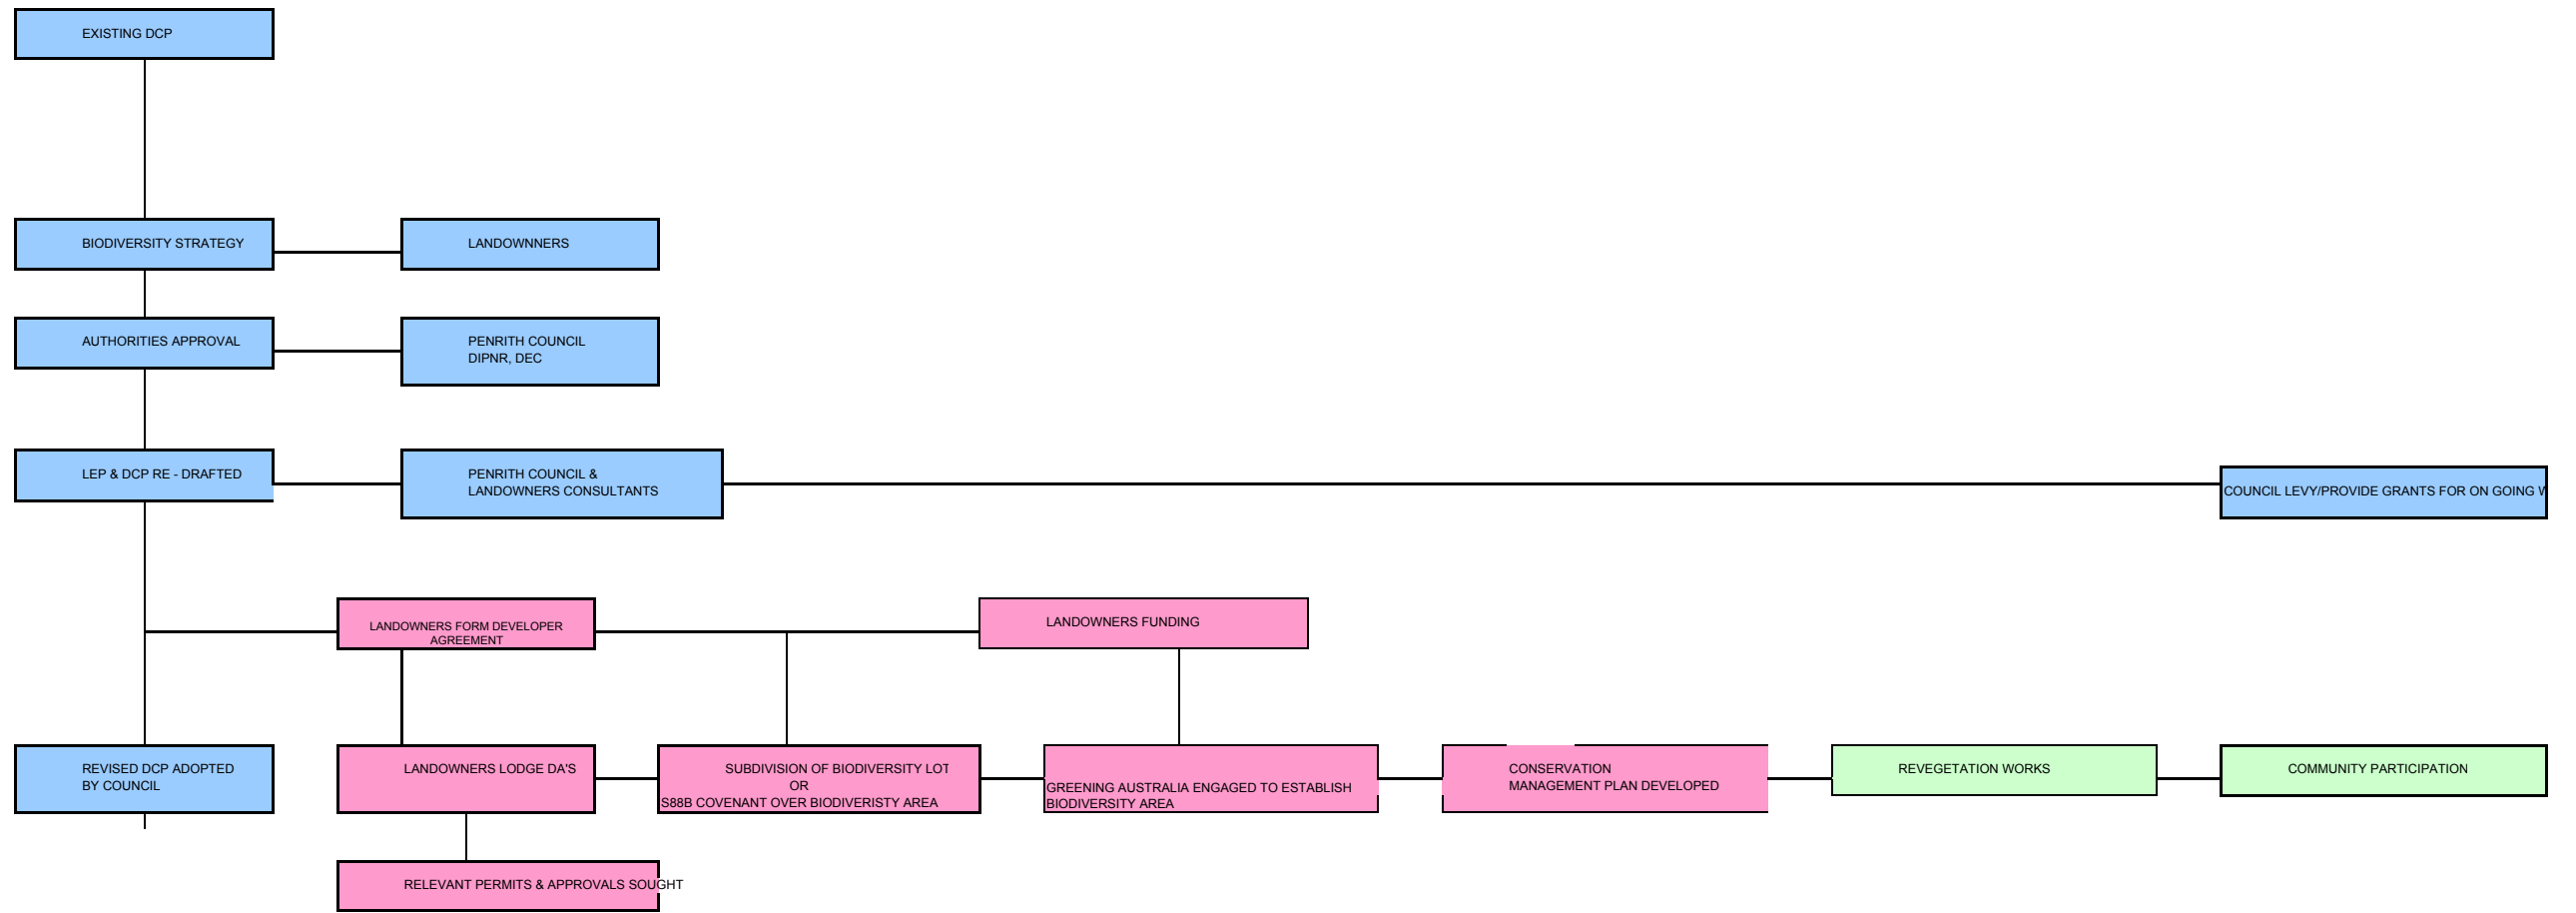 EXISTING DCP
BIODIVERSITY STRATEGY
LANDOWNNERS
AUTHORITIES APPROVAL
PENRITH COUNCIL
DIPNR, DEC
LEP & DCP RE - DRAFTED
PENRITH COUNCIL &
LANDOWNERS CONSULTANTS
COUNCIL LEVY/PROVIDE GRANTS FOR ON GOING
LANDOWNERS FORM DEVELOPER
AGREEMENT
LANDOWNERS FUNDING
REVISED DCP ADOPTED
BY COUNCIL
LANDOWNERS LODGE DA'S
SUBDIVISION OF BIODIVERSITY LOT
OR
S88B COVENANT OVER BIODIVERISTY AREA
GREENING AUSTRALIA ENGAGED TO ESTABLISH
BIODIVERSITY AREA
CONSERVATION
MANAGEMENT PLAN DEVELOPED
REVEGETATION WORKS
COMMUNITY PARTICIPATION
RELEVANT PERMITS & APPROVALS SOUGHT